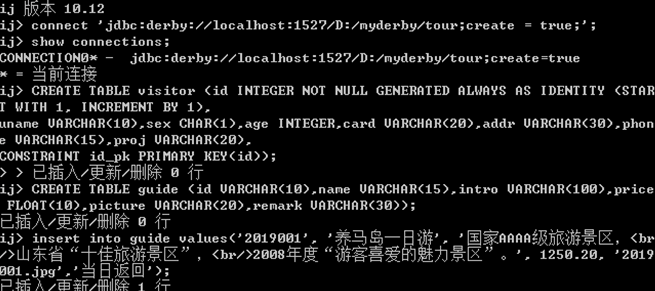 ij 版本 10.12
ij> connect 'jdbc:derby://localhost:1527/D:/myderby/tour;create = true;';
ij> show connections;
CONNECTION0* -  jdbc:derby://localhost:1527/D:/myderby/tour;create=true
* = 当前连接
ij> CREATE TABLE visitor (id INTEGER NOT NULL GENERATED ALWAYS AS IDENTITY (STAR
T WITH 1, INCREMENT BY 1),
uname VARCHAR(10),sex CHAR(1),age INTEGER,card VARCHAR(20),addr VARCHAR(30),phon
e VARCHAR(15),proj VARCHAR(20),
CONSTRAINT id_pk PRIMARY KEY(id));
> > 已插入/更新/删除 0 行
ij> CREATE TABLE guide (id VARCHAR(10),name VARCHAR(15),intro VARCHAR(100),price
 FLOAT(10),picture VARCHAR(20),remark VARCHAR(30));
已插入/更新/删除 0 行
ij> insert into guide values('2019001', '养马岛一日游', '国家AAAA级旅游景区，<br
/>山东省“十佳旅游景区”，<br/>2008年度“游客喜爱的魅力景区”。', 1250.20, '2019
001.jpg','当日返回');
已插入/更新/删除 1 行